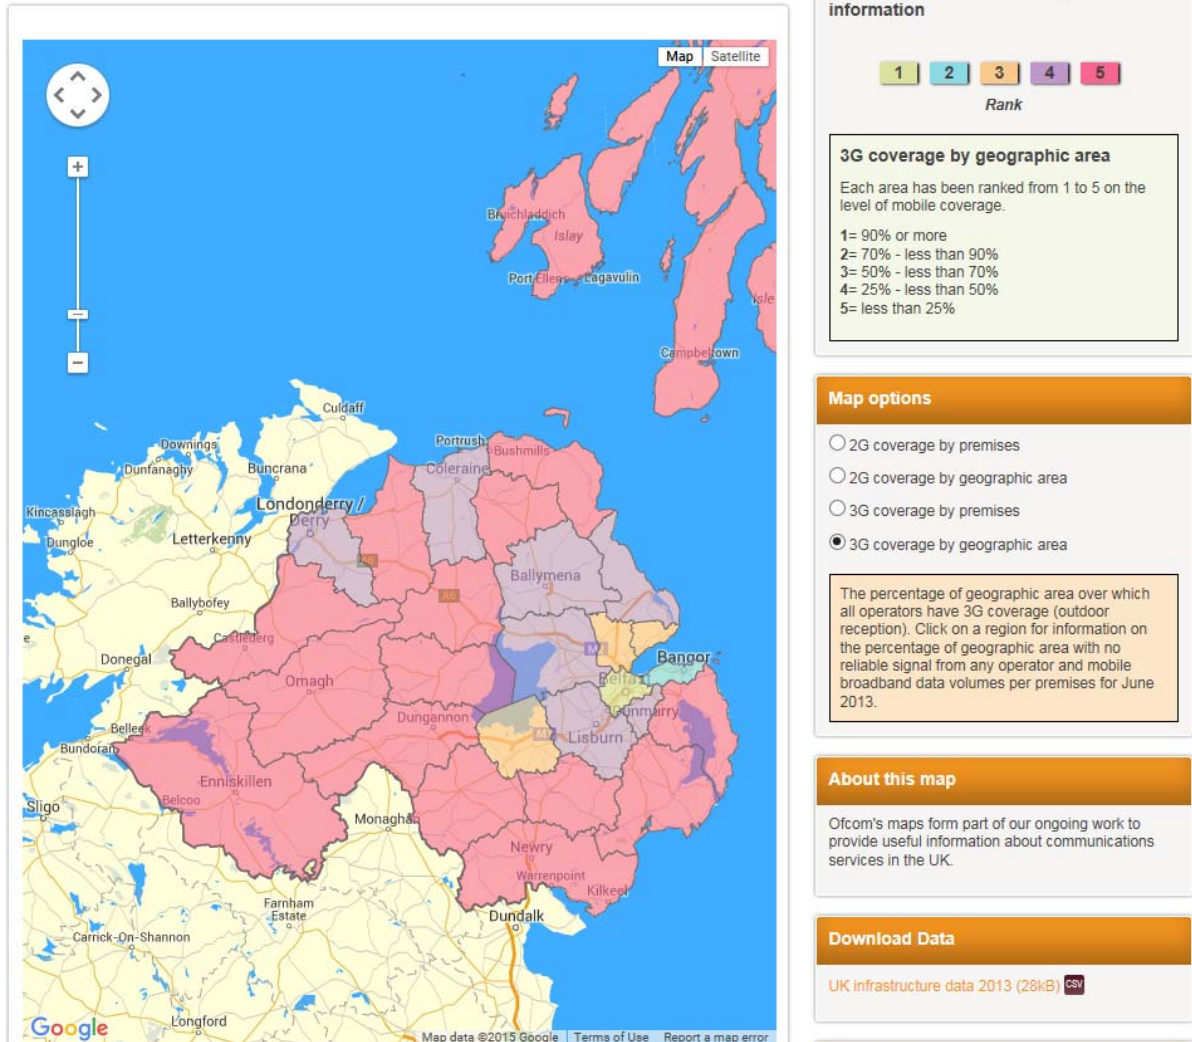 information
1 2 3 4 5
Rank
3G coverage by geographic area
Each area has been ranked from 1 to 5 on the
level of mobile coverage.
1= 90% or more
2= 70% - less than 90%
3= 50% - less than 70%
4= 25% - less than 50%
5= less than 25%
Map options
2G coverage by premises
2G coverage by geographic area
3G coverage by premises
3G coverage by geographic area
The percentage of geographic area over which
all operators have 3G coverage (outdoor
reception). Click on a region for information on
the percentage of geographic area with no
reliable signal from any operator and mobile
broadband data volumes per premises for June
2013.
About this map
Ofcom's maps form part of our ongoing work to
provide useful information about communications
services in the UK.
Download Data
UK infrastructure data 2013 (28kB) CSV
Map Satellite
+
−
Bruichladdich
Islay
Port Ellen Lagavulin
Isle
Campbeltown
Culdaff
Downings
Dunfanaghy
Buncrana
Portrush
Bushmills
Coleraine
Kincasslagh
Londonderry /
Derry
Dungloe
Letterkenny
A6
Ballymena
A6
Ballybofey
e
Castlederg
M2
Donegal
Bangor
Omagh
Belfast
Dungannon
Dunmurry
Belleek
M1
Lisburn
Bundoran
Enniskillen
Belcoo
Sligo
Monaghan
Newry
Warrenpoint
Kilkeel
Farnham
Estate
Dundalk
Carrick-On-Shannon
Longford
Google
Map data ©2015 Google Terms of Use Report a map error